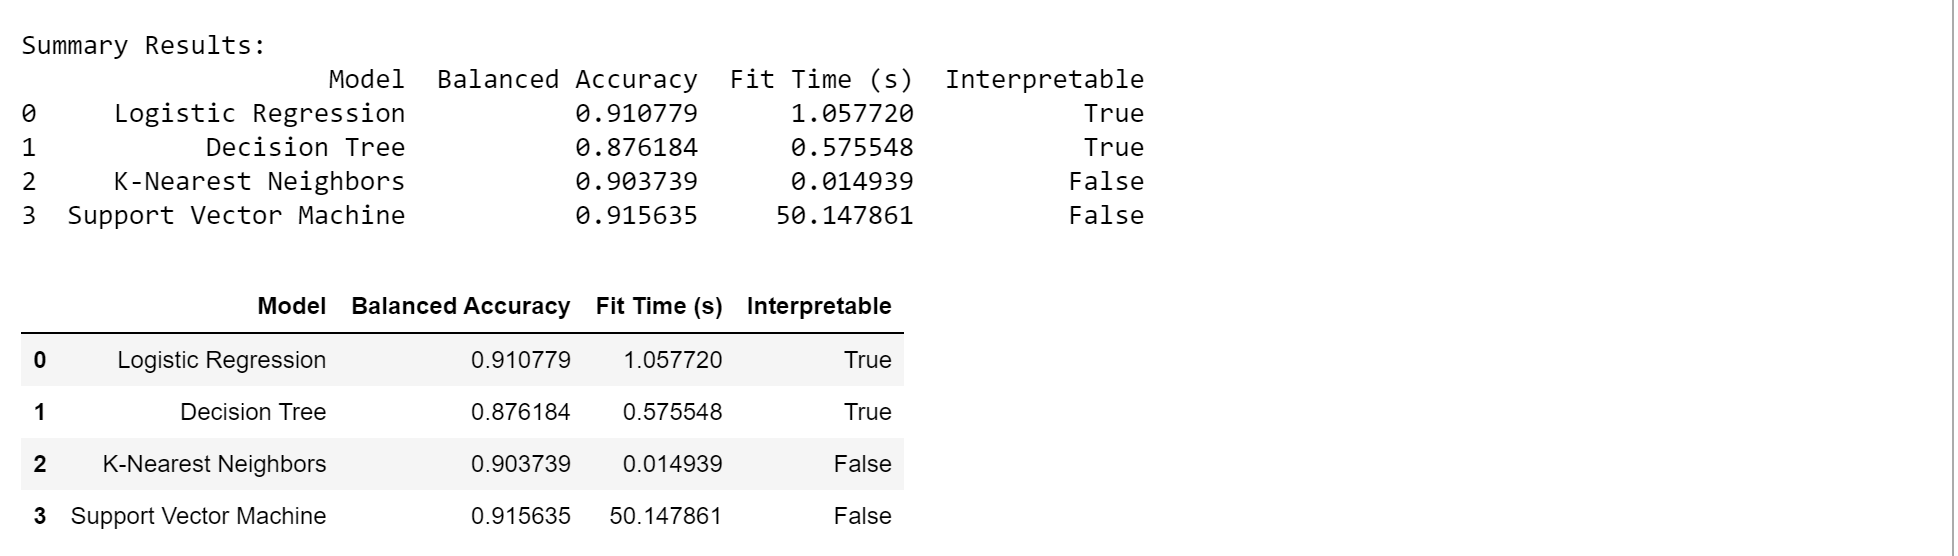 Summary Results:
Model Balanced Accuracy Fit Time (s) Interpretable
0 Logistic Regression 0.910779 1.057720 True
1 Decision Tree 0.876184 0.575548 True
2 K-Nearest Neighbors 0.903739 0.014939 False
3 Support Vector Machine 0.915635 50.147861 False
Model Balanced Accuracy Fit Time (s) Interpretable
0 Logistic Regression 0.910779 1.057720 True
1 Decision Tree 0.876184 0.575548 True
2 K-Nearest Neighbors 0.903739 0.014939 False
3 Support Vector Machine 0.915635 50.147861 False